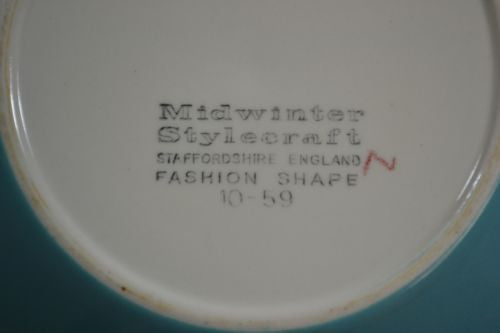 Midwinter
Stylecraft
STAFFORDSHIRE ENGLAND
FASHION SHAPE
10-59